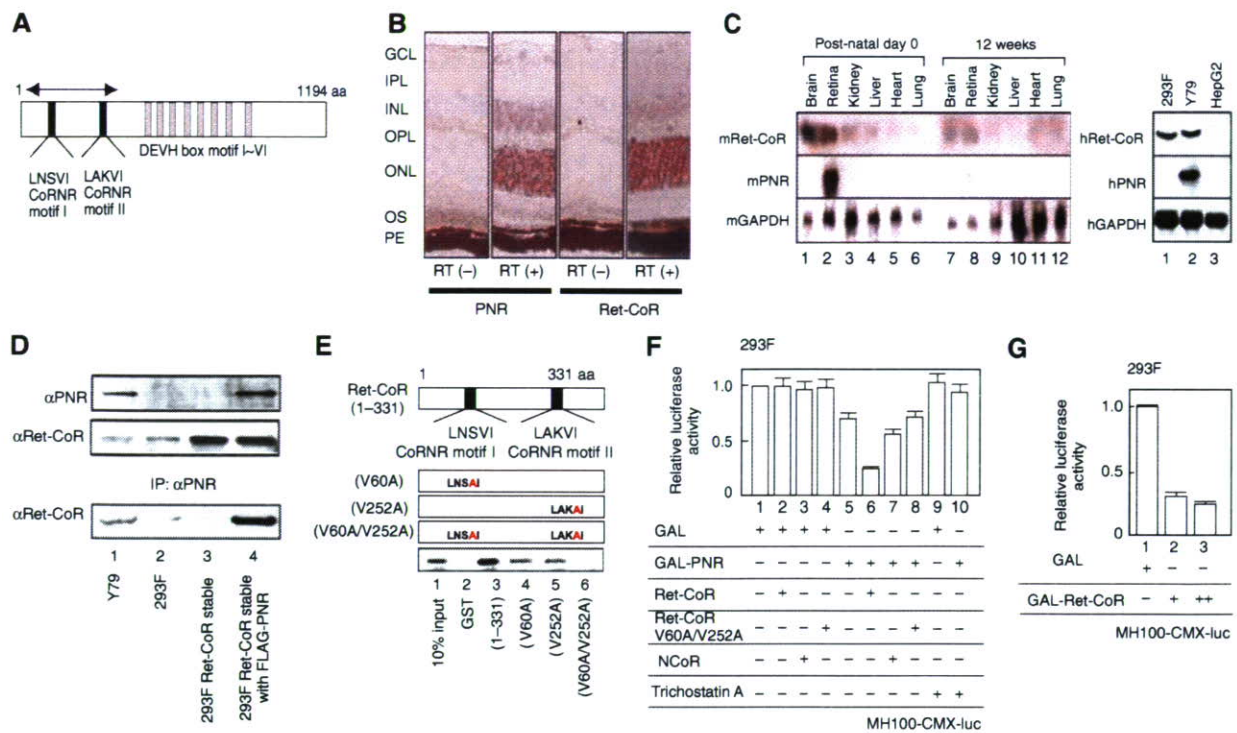 A
1
1194 aa
DEVH box motif I~VI
LNSVI
CoRNR
motif I
LAKVI
CoRNR
motif II
B
GCL
IPL
INL
OPL
ONL
OS
PE
RT (–) RT (+) RT (–) RT (+)
PNR Ret-CoR
C
Post-natal day 0 12 weeks
Brain Retina Kidney Liver Heart Lung Brain Retina Kidney Liver Heart Lung
mRet-CoR
mPNR
mGAPDH
1 2 3 4 5 6 7 8 9 10 11 12
293F Y79 HepG2
hRet-CoR
hPNR
hGAPDH
1 2 3
D
αPNR
αRet-CoR
IP: αPNR
αRet-CoR
1 2 3 4
Y79
293F
293F Ret-CoR stable
293F Ret-CoR stable
with FLAG-PNR
E
1 331 aa
Ret-CoR
(1–331)
LNSVI LAKVI
CoRNR motif I CoRNR motif II
(V60A) LNSAI
(V252A) LAKAI
(V60A/V252A) LNSAI LAKAI
1 2 3 4 5 6
10% input
GST
(1–331)
(V60A)
(V252A)
(V60A/V252A)
F
293F
Relative luciferase
activity
1.0
0.5
0
1 2 3 4 5 6 7 8 9 10
GAL + + + + +
GAL-PNR + + + + +
Ret-CoR – + – – – + – – – –
Ret-CoR
V60A/V252A – – – + – – – + – –
NCoR – – + – – – + – – –
Trichostatin A – – – – – – – – + +
MH100-CMX-luc
G
293F
Relative luciferase
activity
1.0
0.5
0
1 2 3
GAL +
GAL-Ret-CoR – + ++
MH100-CMX-luc